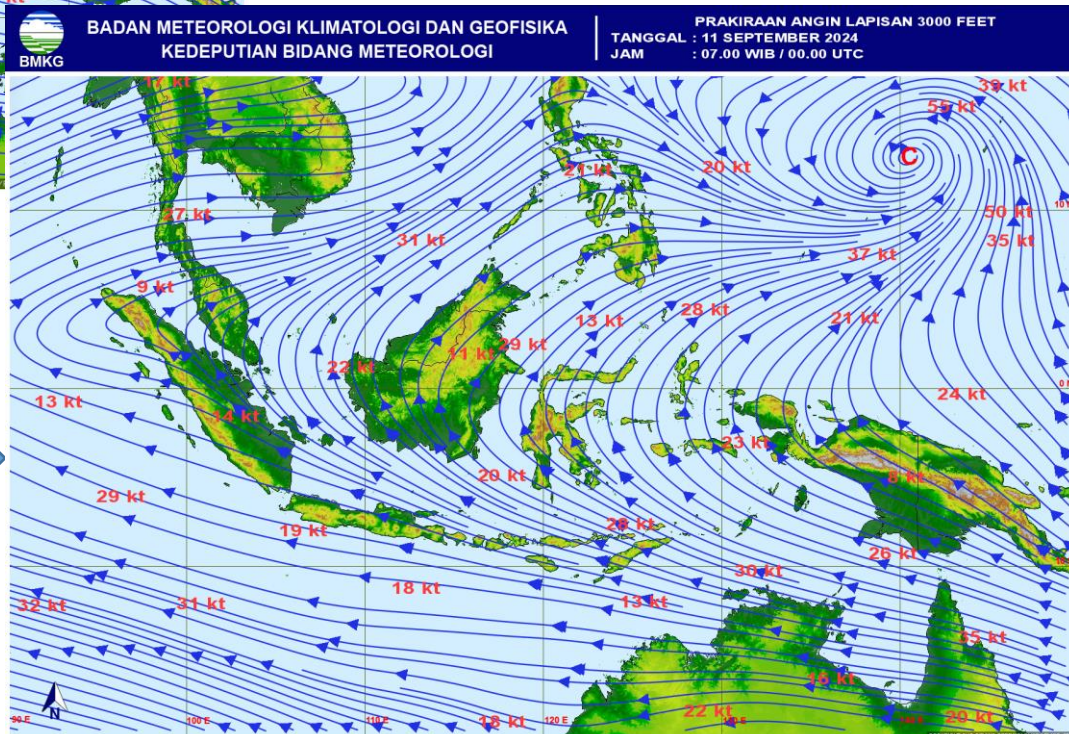 BMKG
BADAN METEOROLOGI KLIMATOLOGI DAN GEOFISIKA
KEDEPUTIAN BIDANG METEOROLOGI
PRAKIRAAN ANGIN LAPISAN 3000 FEET
TANGGAL : 11 SEPTEMBER 2024
JAM : 07.00 WIB / 00.00 UTC
17 kt
39 kt
55 kt
C
21 kt
20 kt
27 kt
50 kt
31 kt
35 kt
37 kt
9 kt
28 kt
13 kt
21 kt
29 kt
11 kt
22 kt
0 N
24 kt
13 kt
14 kt
23 kt
20 kt
8 kt
29 kt
28 kt
19 kt
26 kt
30 kt
18 kt
13 kt
32 kt
31 kt
35 kt
16 kt
22 kt
18 kt
20 kt
N
90 E
100 E
110 E
120 E